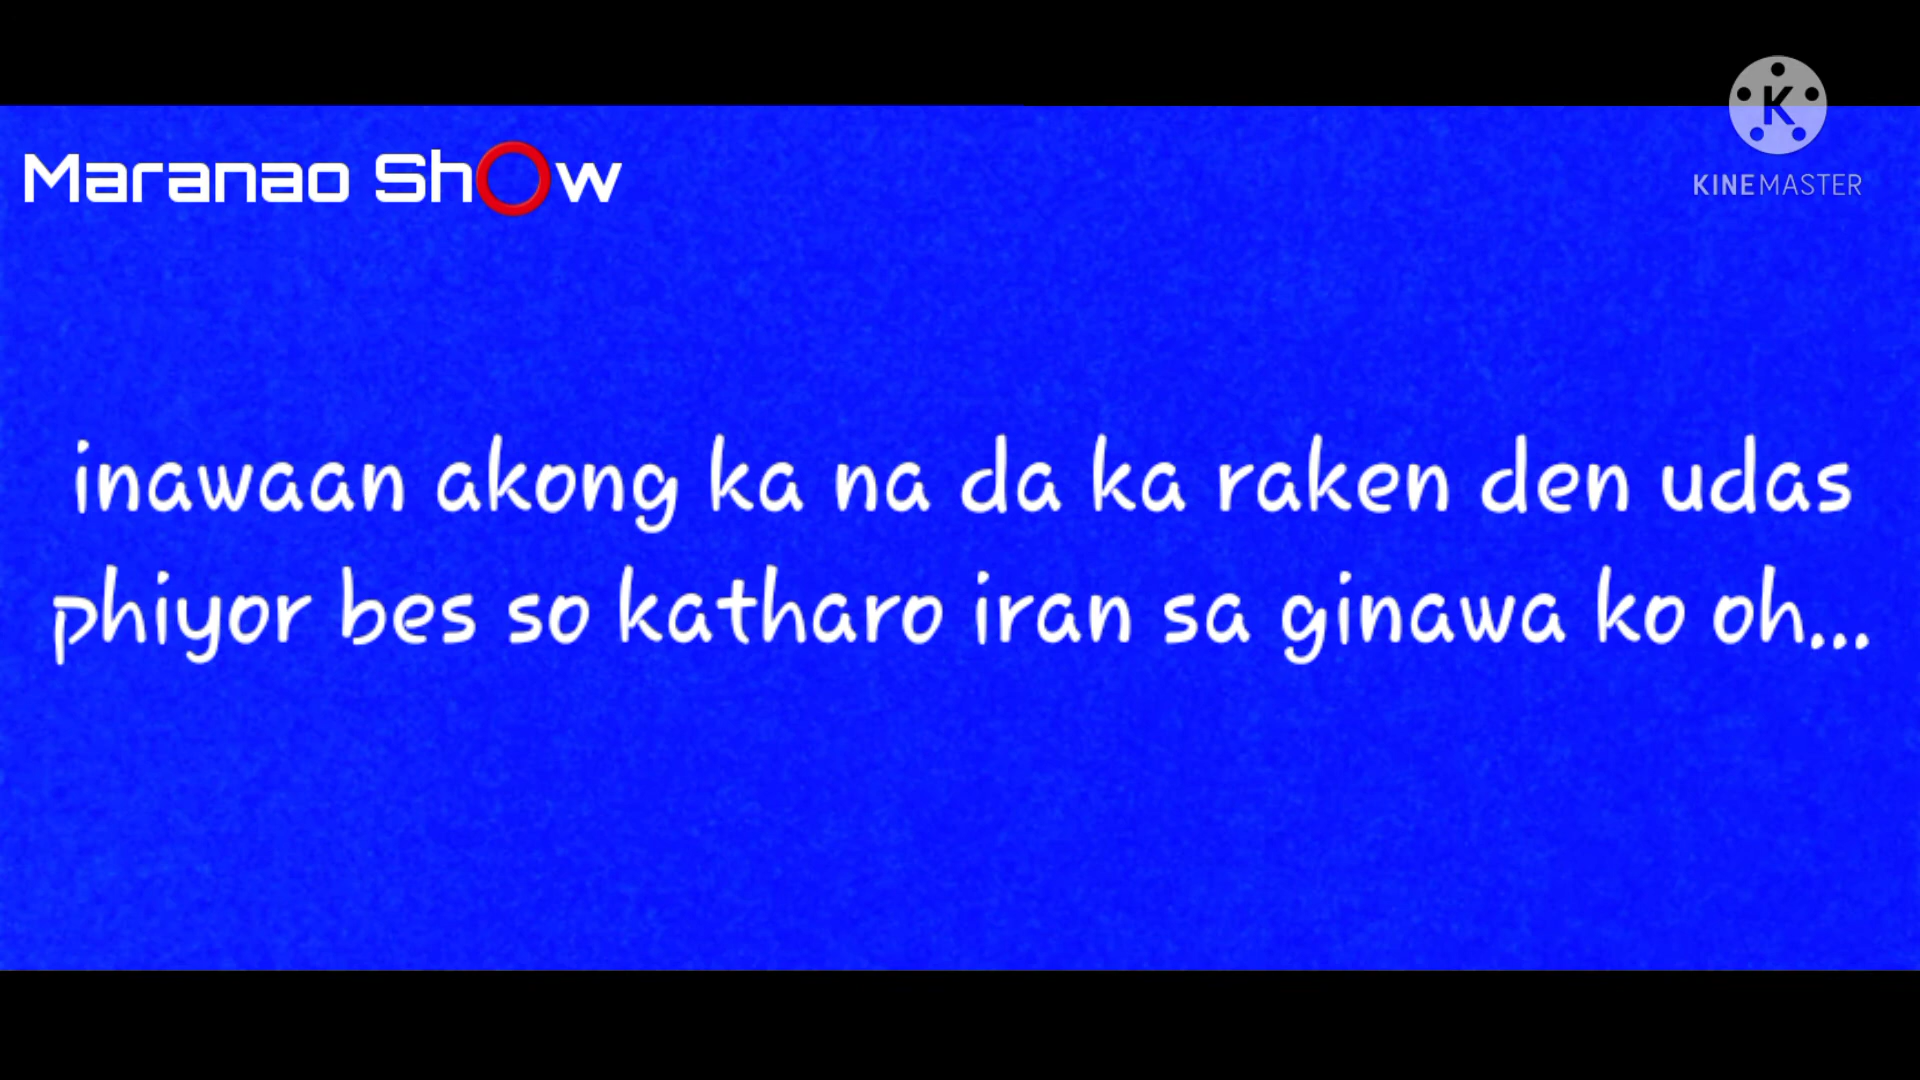 Maranao ShOw
K
KINEMASTER
inawaan akong ka na da ka raken den udas
phiyor bes so katharo iran sa ginawa ko oh...